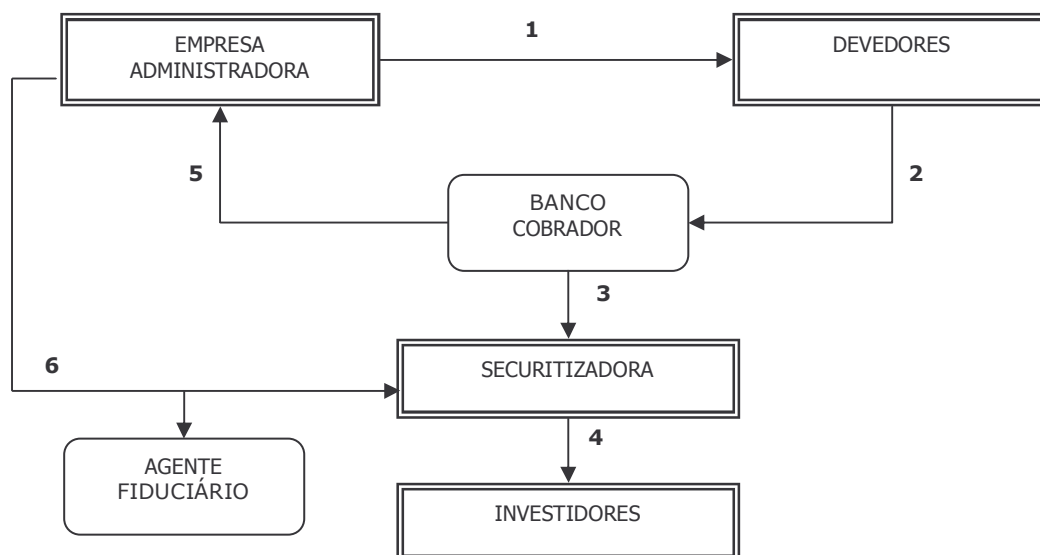 EMPRESA
ADMINISTRADORA
1
DEVEDORES
5
2
BANCO
COBRADOR
3
SECURITIZADORA
6
4
AGENTE
FIDUCIÁRIO
INVESTIDORES